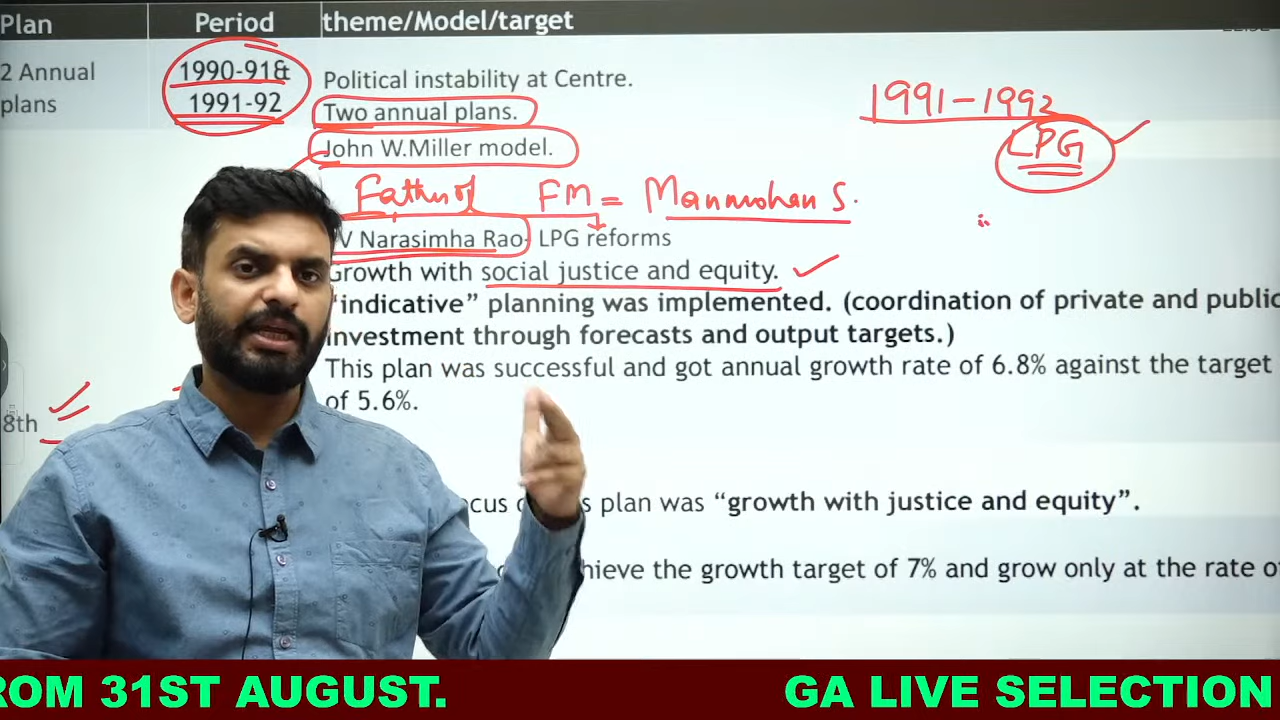 Plan Period theme/Model/target
2 Annual plans
1990-91&
1991-92
Political instability at Centre.
Two annual plans.
John W.Miller model.
1991-1992
LPG
Father of FM = Manmohan S.
V Narasimha Rao- LPG reforms
Growth with social justice and equity.
"indicative" planning was implemented. (coordination of private and public
investment through forecasts and output targets.)
This plan was successful and got annual growth rate of 6.8% against the target
of 5.6%.
8th
plan was "growth with justice and equity".
the growth target of 7% and grow only at the rate
ROM 31ST AUGUST. GA LIVE SELECTION